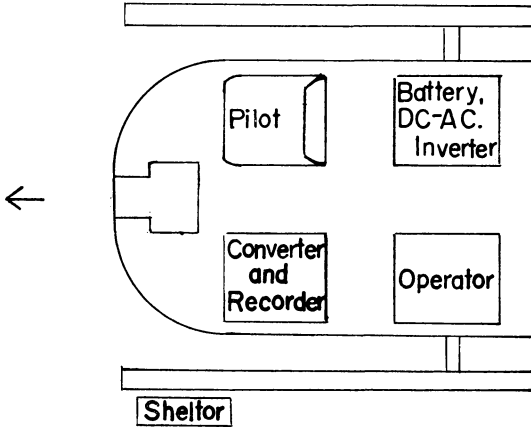 Pilot
Battery,
DC-AC.
Inverter
Converter
and
Recorder
Operator
Sheltor